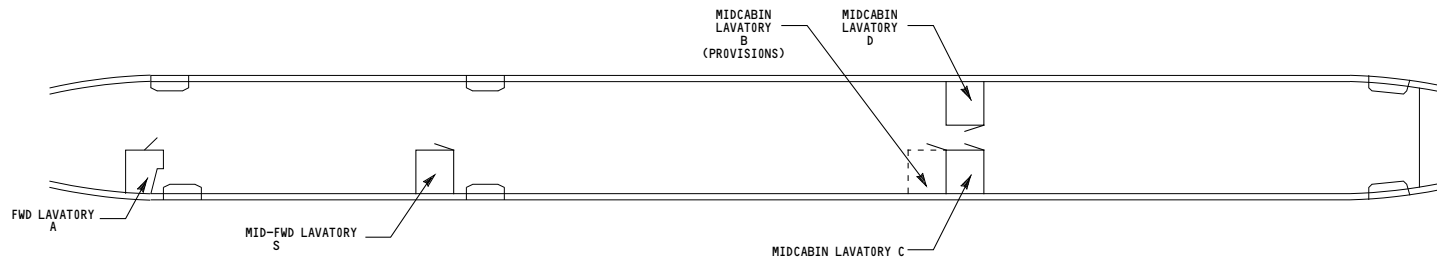 MIDCABIN
LAVATORY
B
(PROVISIONS)
MIDCABIN
LAVATORY
D
FWD LAVATORY
A
MID-FWD LAVATORY
S
MIDCABIN LAVATORY C